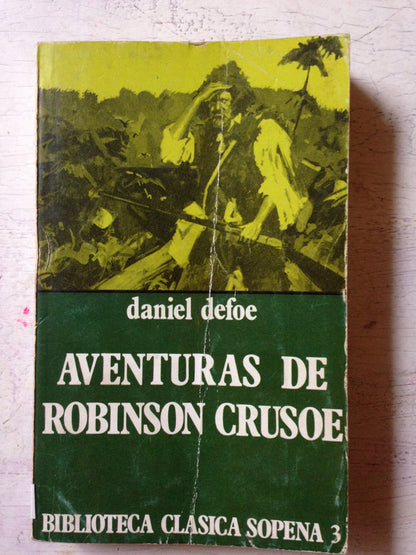 daniel defoe
AVENTURAS DE
ROBINSON CRUSOE
BIBLIOTECA CLASICA SOPENA 3